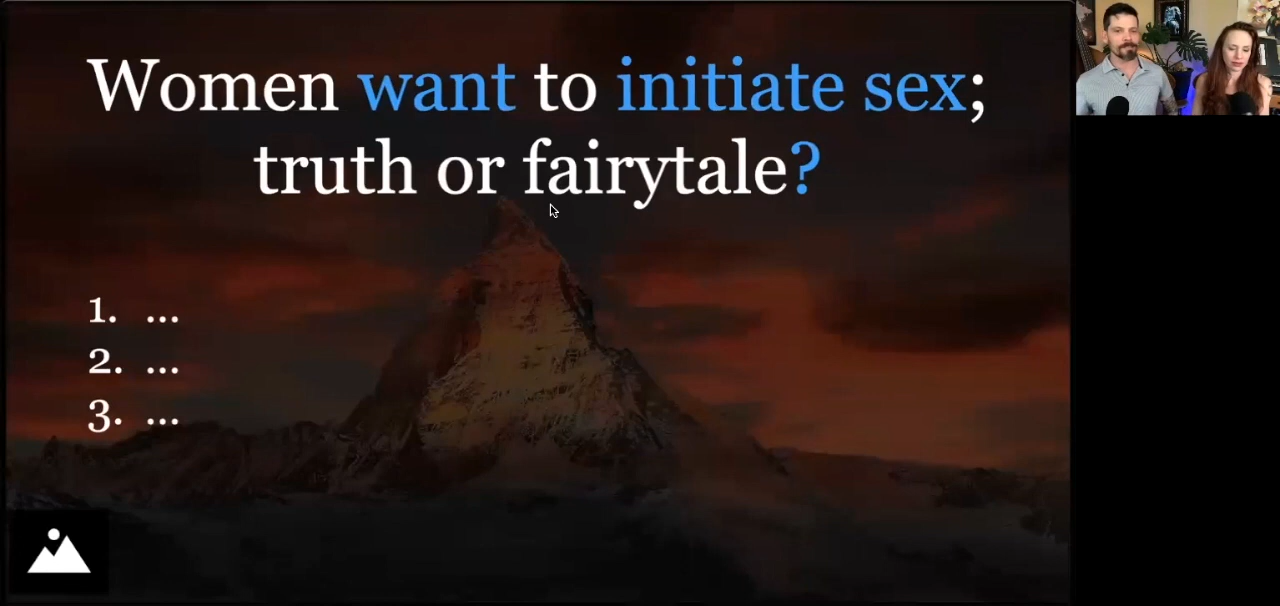 Women want to initiate sex;
truth or fairytale?
1. ...
2. ...
3. ...